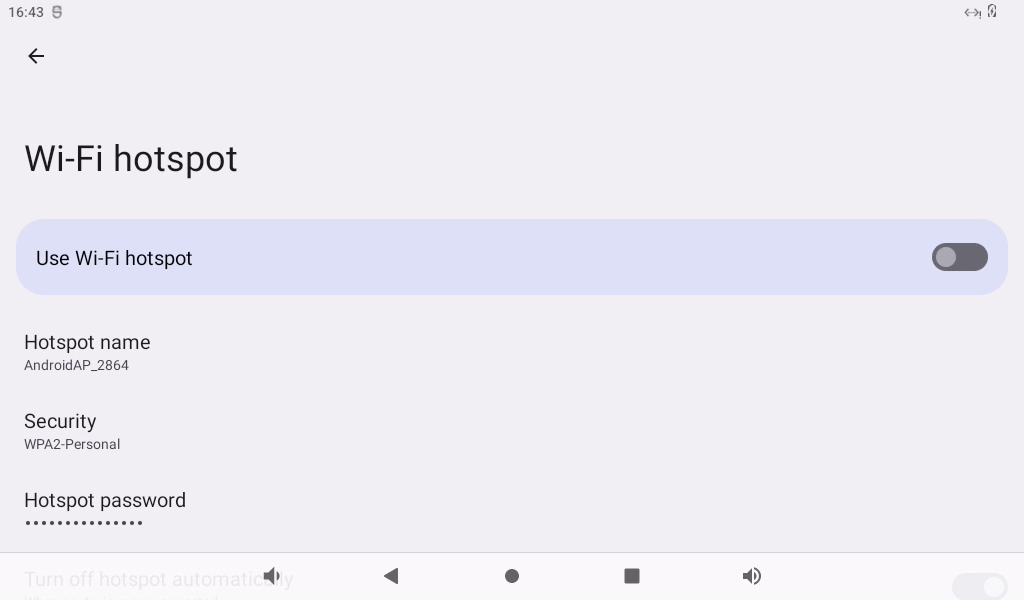 16:43
Wi-Fi hotspot
Use Wi-Fi hotspot
Hotspot name
AndroidAP_2864
Security
WPA2-Personal
Hotspot password
•••••••••••••••
Turn off hotspot automatically